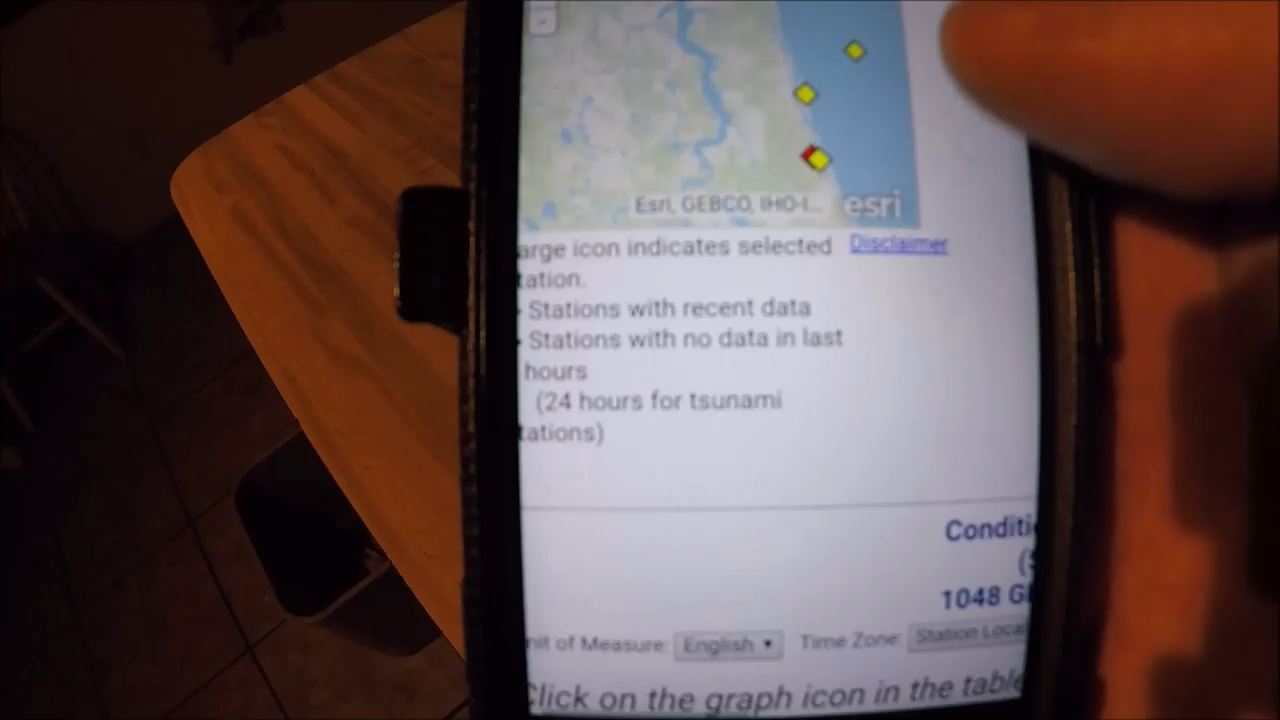 Esri, GEBCO, IHO-I... esri
arge icon indicates selected Disclaimer
tation.
Stations with recent data
Stations with no data in last
hours
(24 hours for tsunami
tations)
Conditi
1048 G
nit of Measure: English ▾ Time Zone: Station Loca
Click on the graph icon in the table